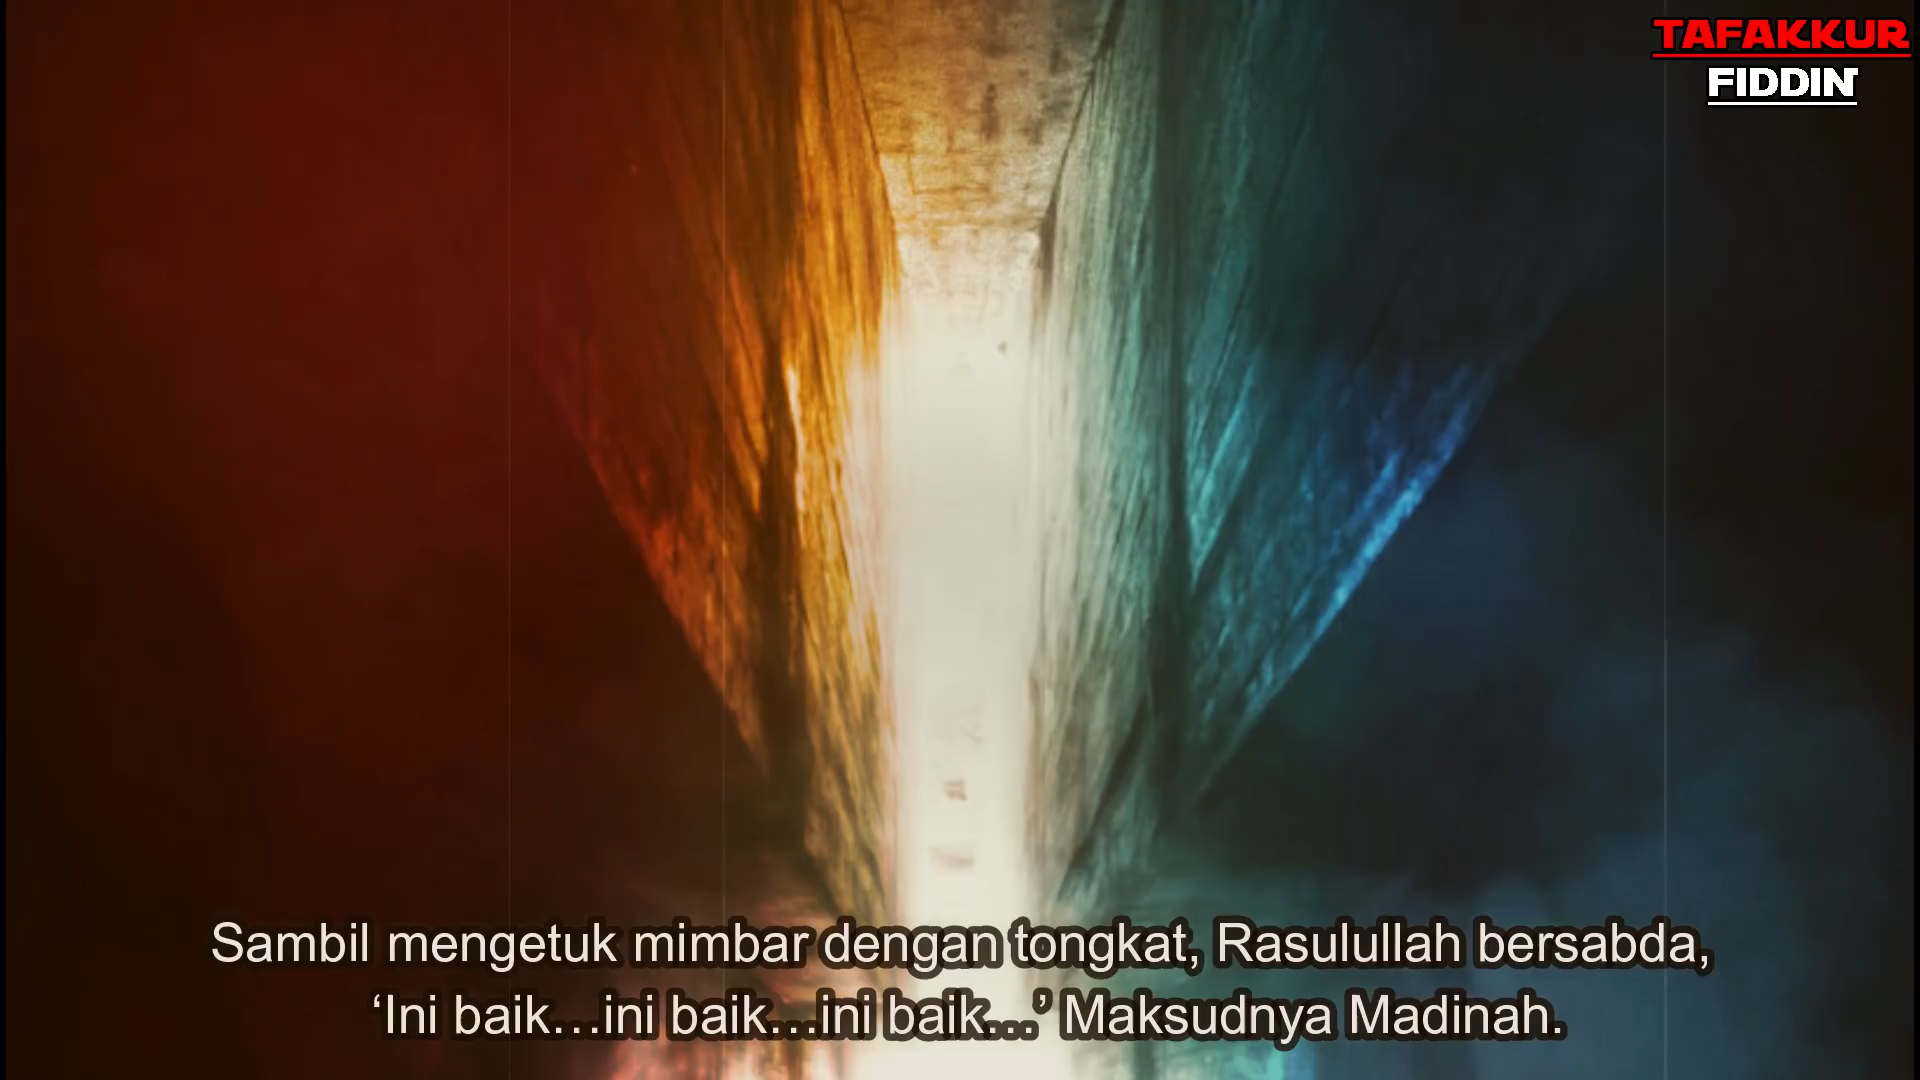 TAFAKKUR
FIDDIN
Sambil mengetuk mimbar dengan tongkat, Rasulullah bersabda,
‘Ini baik…ini baik…ini baik...’ Maksudnya Madinah.